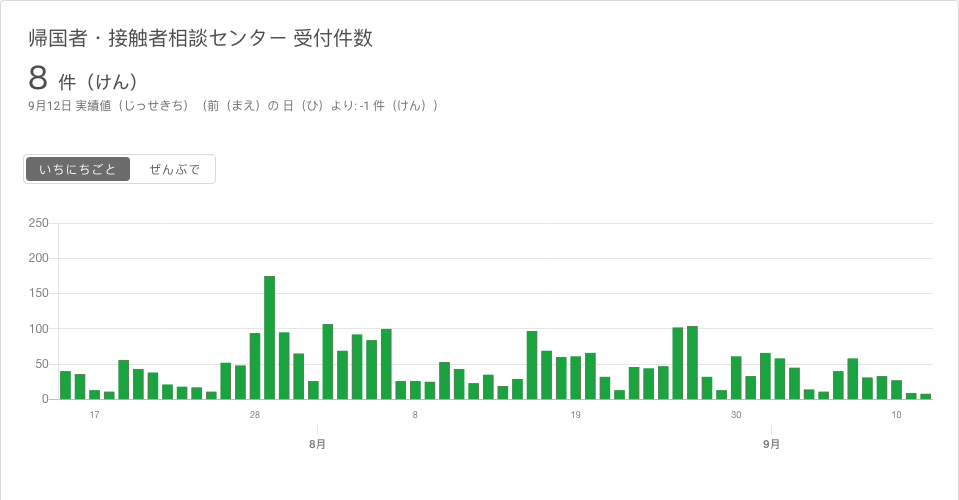 帰国者・接触者相談センター 受付件数
8 件（けん）
9月12日 実績値（じっせきち）（前（まえ）の 日（ひ）より: -1 件（けん））
いちにちごと ぜんぶで
250
200
150
100
50
0
17 28 8 19 30 10
8月 9月